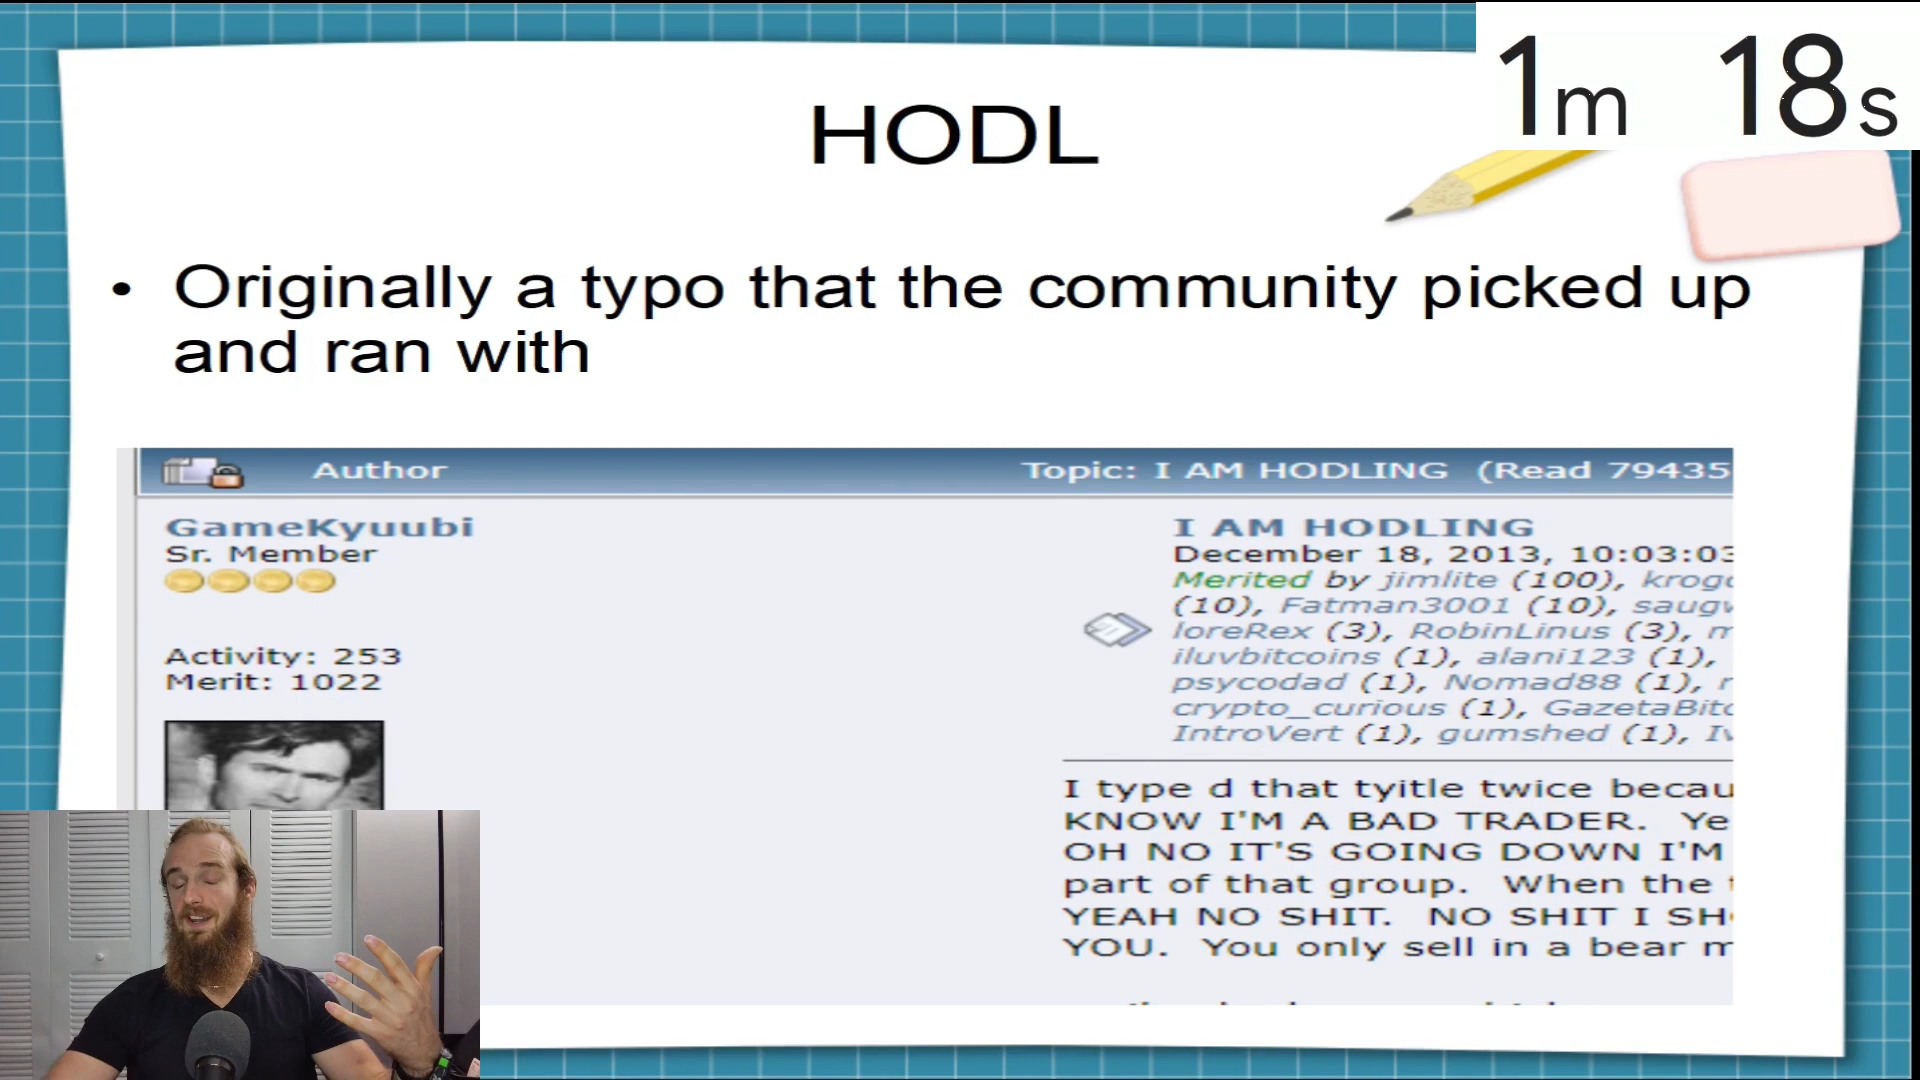 1m 18s
HODL
• Originally a typo that the community picked up
and ran with
Author Topic: I AM HODLING (Read 79435
GameKyuubi
Sr. Member
Activity: 253
Merit: 1022
I AM HODLING
December 18, 2013, 10:03:03
Merited by jimlite (100),
(10), Fatman3001 (10),
loreRex (3), RobinLinus (3),
iluvbitcoins (1), alani123 (1),
psycodad (1), Nomad88 (1),
crypto_curious (1),
IntroVert (1), gumshed (1),
I type d that tyitle twice becau
KNOW I'M A BAD TRADER. Ye
OH NO IT'S GOING DOWN I'M
part of that group. When the
YEAH NO SHIT. NO SHIT I SH
YOU. You only sell in a bear m